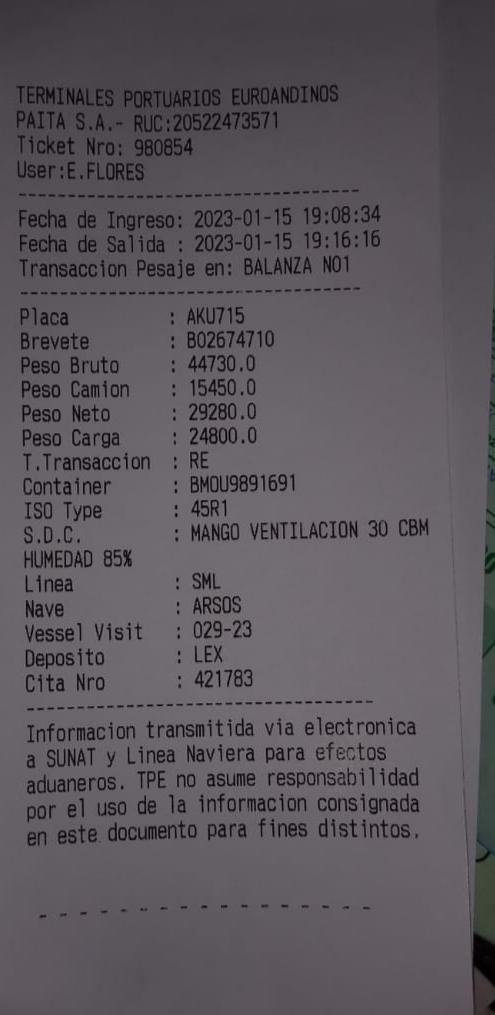 TERMINALES PORTUARIOS EUROANDINOS
PAITA S.A.- RUC:20522473571
Ticket Nro: 980854
User:E.FLORES
Fecha de Ingreso: 2023-01-15 19:08:34
Fecha de Salida : 2023-01-15 19:16:16
Transaccion Pesaje en: BALANZA NO1
Placa : AKU715
Brevete : B02674710
Peso Bruto : 44730.0
Peso Camion : 15450.0
Peso Neto : 29280.0
Peso Carga : 24800.0
T.Transaccion : RE
Container : BMOU9891691
ISO Type : 45R1
S.D.C. : MANGO VENTILACION 30 CBM
HUMEDAD 85%
Linea : SML
Nave : ARSOS
Vessel Visit : 029-23
Deposito : LEX
Cita Nro : 421783
Informacion transmitida via electronica
a SUNAT y Linea Naviera para efectos
aduaneros. TPE no asume responsabilidad
por el uso de la informacion consignada
en este documento para fines distintos.